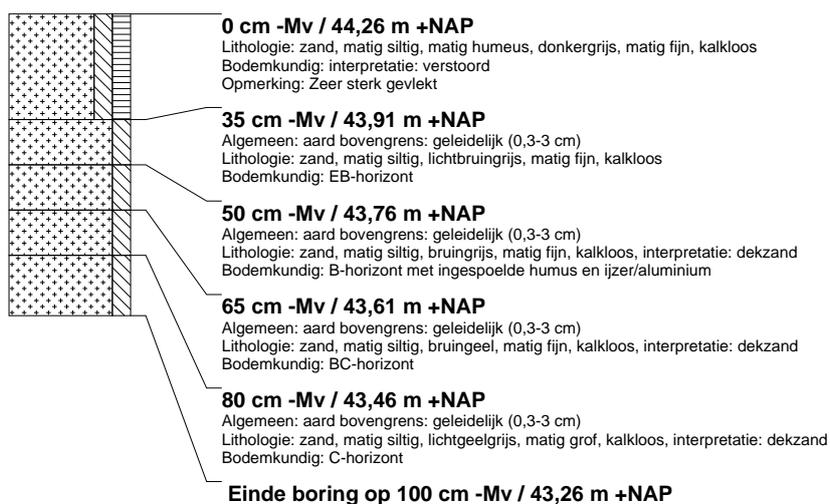 0 cm -Mv / 44,26 m +NAP
Lithologie: zand, matig siltig, matig humeus, donkergrijs, matig fijn, kalkloos
Bodemkundig: interpretatie: verstoord
Opmerking: Zeer sterk gevlekt
35 cm -Mv / 43,91 m +NAP
Algemeen: aard bovengrens: geleidelijk (0,3-3 cm)
Lithologie: zand, matig siltig, lichtbruingrijs, matig fijn, kalkloos
Bodemkundig: EB-horizont
50 cm -Mv / 43,76 m +NAP
Algemeen: aard bovengrens: geleidelijk (0,3-3 cm)
Lithologie: zand, matig siltig, bruingrijs, matig fijn, kalkloos, interpretatie: dekzand
Bodemkundig: B-horizont met ingespoelde humus en ijzer/aluminium
65 cm -Mv / 43,61 m +NAP
Algemeen: aard bovengrens: geleidelijk (0,3-3 cm)
Lithologie: zand, matig siltig, bruingeel, matig fijn, kalkloos, interpretatie: dekzand
Bodemkundig: BC-horizont
80 cm -Mv / 43,46 m +NAP
Algemeen: aard bovengrens: geleidelijk (0,3-3 cm)
Lithologie: zand, matig siltig, lichtgeelgrijs, matig grof, kalkloos, interpretatie: dekzand
Bodemkundig: C-horizont
Einde boring op 100 cm -Mv / 43,26 m +NAP